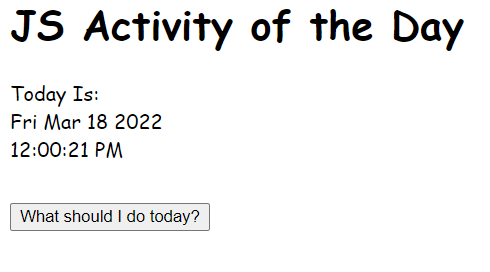 JS Activity of the Day
Today Is:
Fri Mar 18 2022
12:00:21 PM
What should I do today?